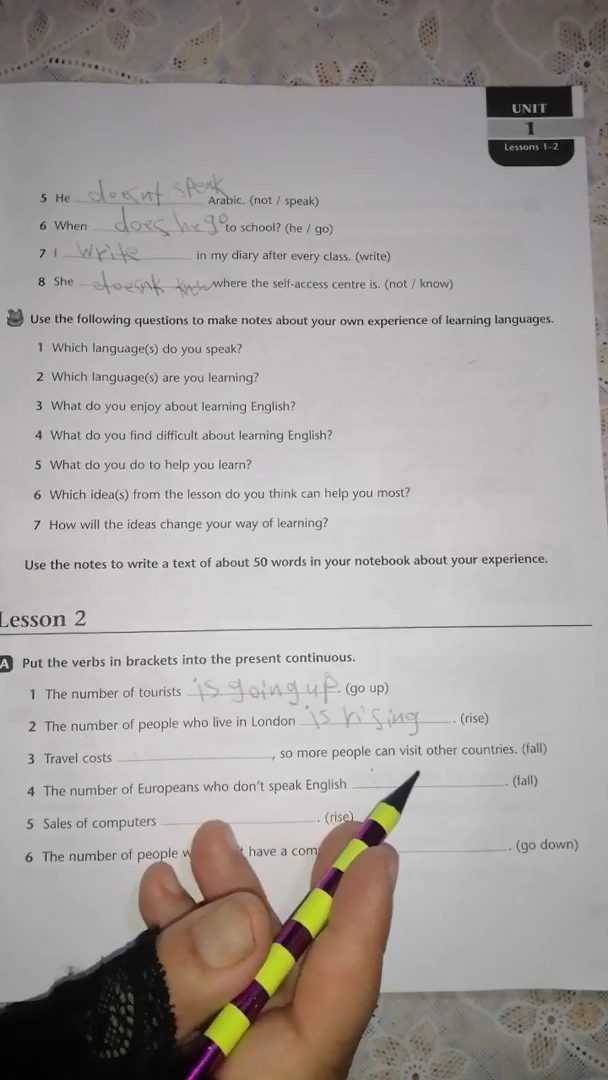 UNIT
1
Lessons 1–2
5 He doesnt speak Arabic. (not / speak)
6 When does he go to school? (he / go)
7 I write in my diary after every class. (write)
8 She know where the self-access centre is. (not / know)
Use the following questions to make notes about your own experience of learning languages.
1 Which language(s) do you speak?
2 Which language(s) are you learning?
3 What do you enjoy about learning English?
4 What do you find difficult about learning English?
5 What do you do to help you learn?
6 Which idea(s) from the lesson do you think can help you most?
7 How will the ideas change your way of learning?
Use the notes to write a text of about 50 words in your notebook about your experience.
Lesson 2
A Put the verbs in brackets into the present continuous.
1 The number of tourists is going up. (go up)
2 The number of people who live in London is rising. (rise)
3 Travel costs , so more people can visit other countries. (fall)
4 The number of Europeans who don't speak English . (fall)
5 Sales of computers . (rise)
6 The number of people have a . (go down)